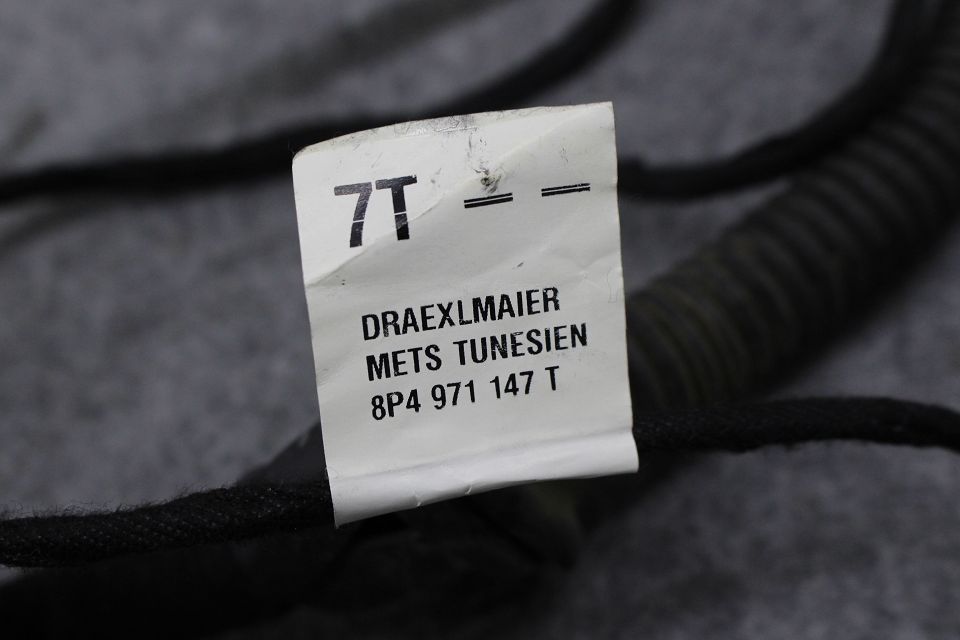 7T = =
DRAEXLMAIER
METS TUNESIEN
8P4 971 147 T